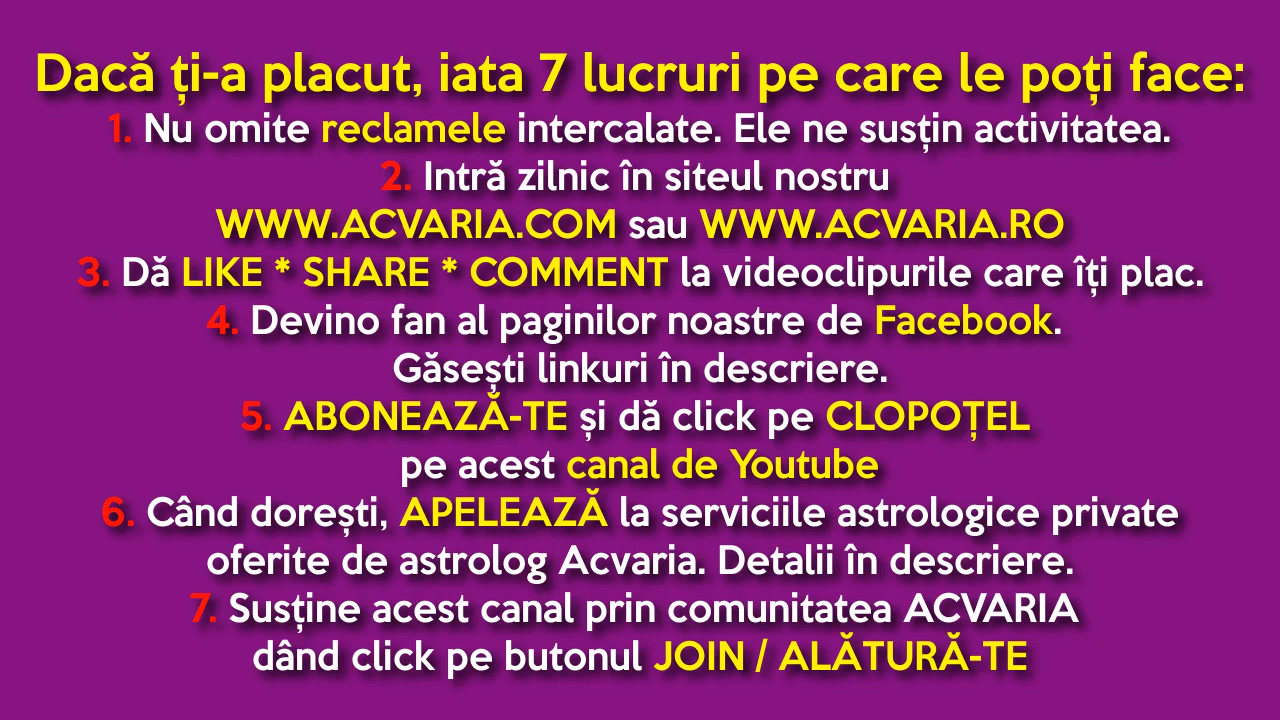 Dacă ți-a placut, iata 7 lucruri pe care le poți face:
1. Nu omite reclamele intercalate. Ele ne susțin activitatea.
2. Intră zilnic în siteul nostru
WWW.ACVARIA.COM sau WWW.ACVARIA.RO
3. Dă LIKE * SHARE * COMMENT la videoclipurile care îți plac.
4. Devino fan al paginilor noastre de Facebook.
Găsești linkuri în descriere.
5. ABONEAZĂ-TE și dă click pe CLOPOȚEL
pe acest canal de Youtube
6. Când dorești, APELEAZĂ la serviciile astrologice private
oferite de astrolog Acvaria. Detalii în descriere.
7. Susține acest canal prin comunitatea ACVARIA
dând click pe butonul JOIN / ALĂTURĂ-TE